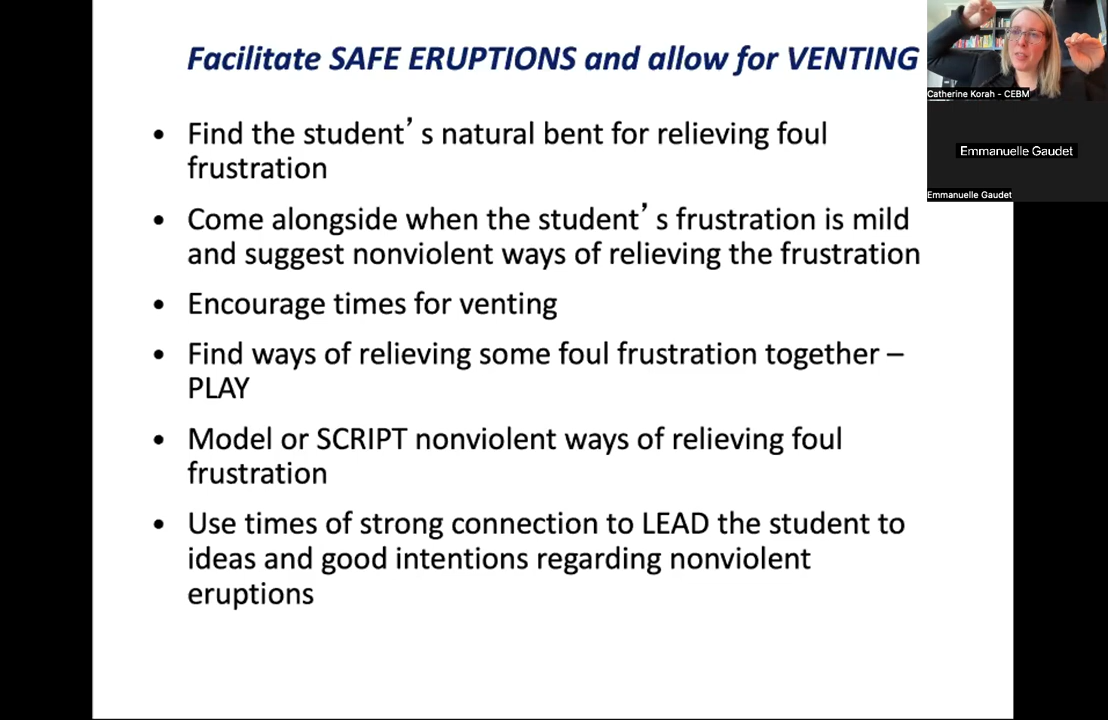 Facilitate SAFE ERUPTIONS and allow for VENTING
• Find the student’s natural bent for relieving foul
frustration
• Come alongside when the student’s frustration is mild
and suggest nonviolent ways of relieving the frustration
• Encourage times for venting
• Find ways of relieving some foul frustration together –
PLAY
• Model or SCRIPT nonviolent ways of relieving foul
frustration
• Use times of strong connection to LEAD the student to
ideas and good intentions regarding nonviolent
eruptions
Catherine Korah - CEBM
Emmanuelle Gaudet
Emmanuelle Gaudet